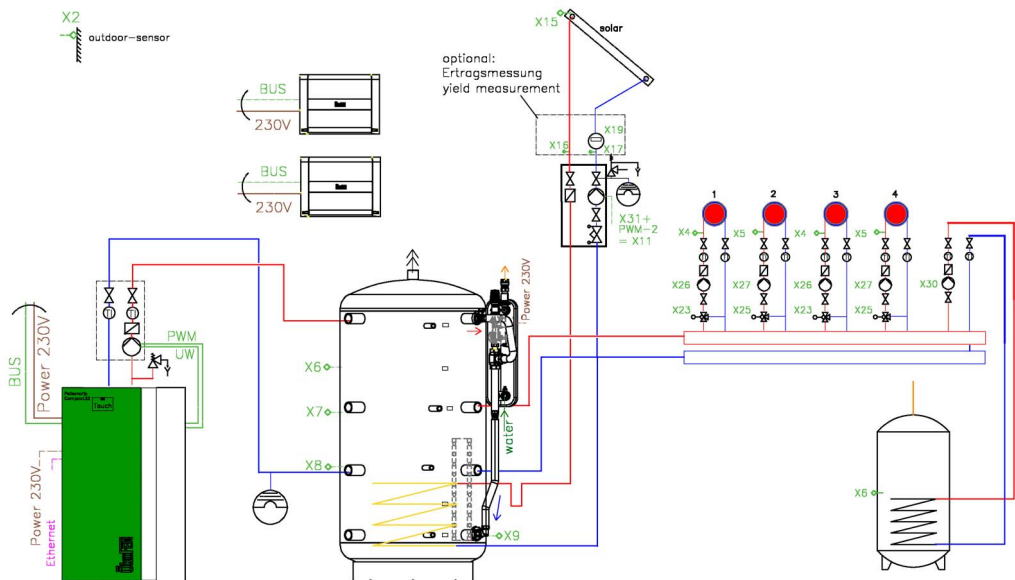 X2
outdoor-sensor
BUS
230V
BUS
230V
optional:
Ertragsmessung
yield measurement
X15
solar
X19
X16
X17
X31+
PWM-2
= X11
1
2
3
4
X4
X5
X4
X5
X26
X27
X26
X27
X30
X23
X25
X23
X25
BUS
Power 230V
PWM
UW
Touch
Power 230V
Ethernet
Power 230V
X6
X7
X8
X9
water
X6